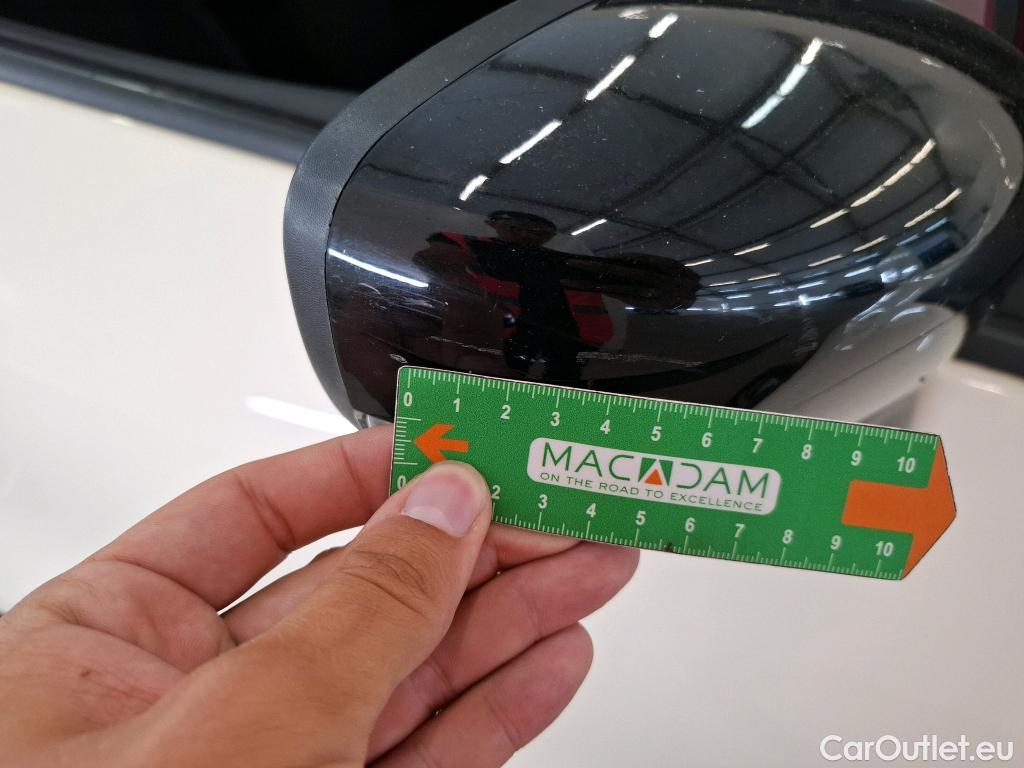 0 1 2 3 4 5 6 7 8 9 10
MACADAM
ON THE ROAD TO EXCELLENCE
0 2 3 4 5 6 7 8 9 10
CarOutlet.eu